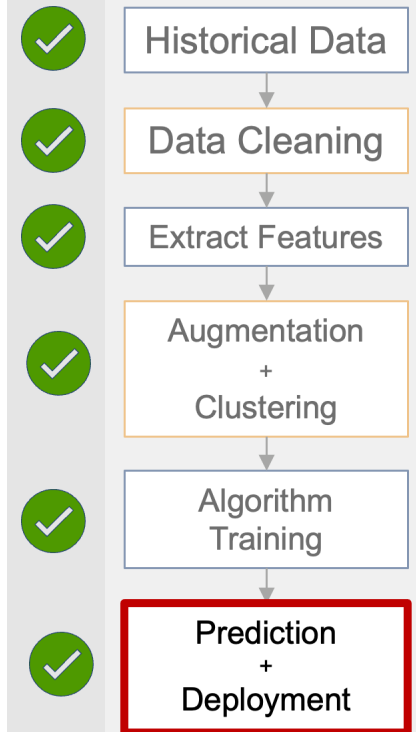 Historical Data
Data Cleaning
Extract Features
Augmentation
+
Clustering
Algorithm
Training
Prediction
+
Deployment